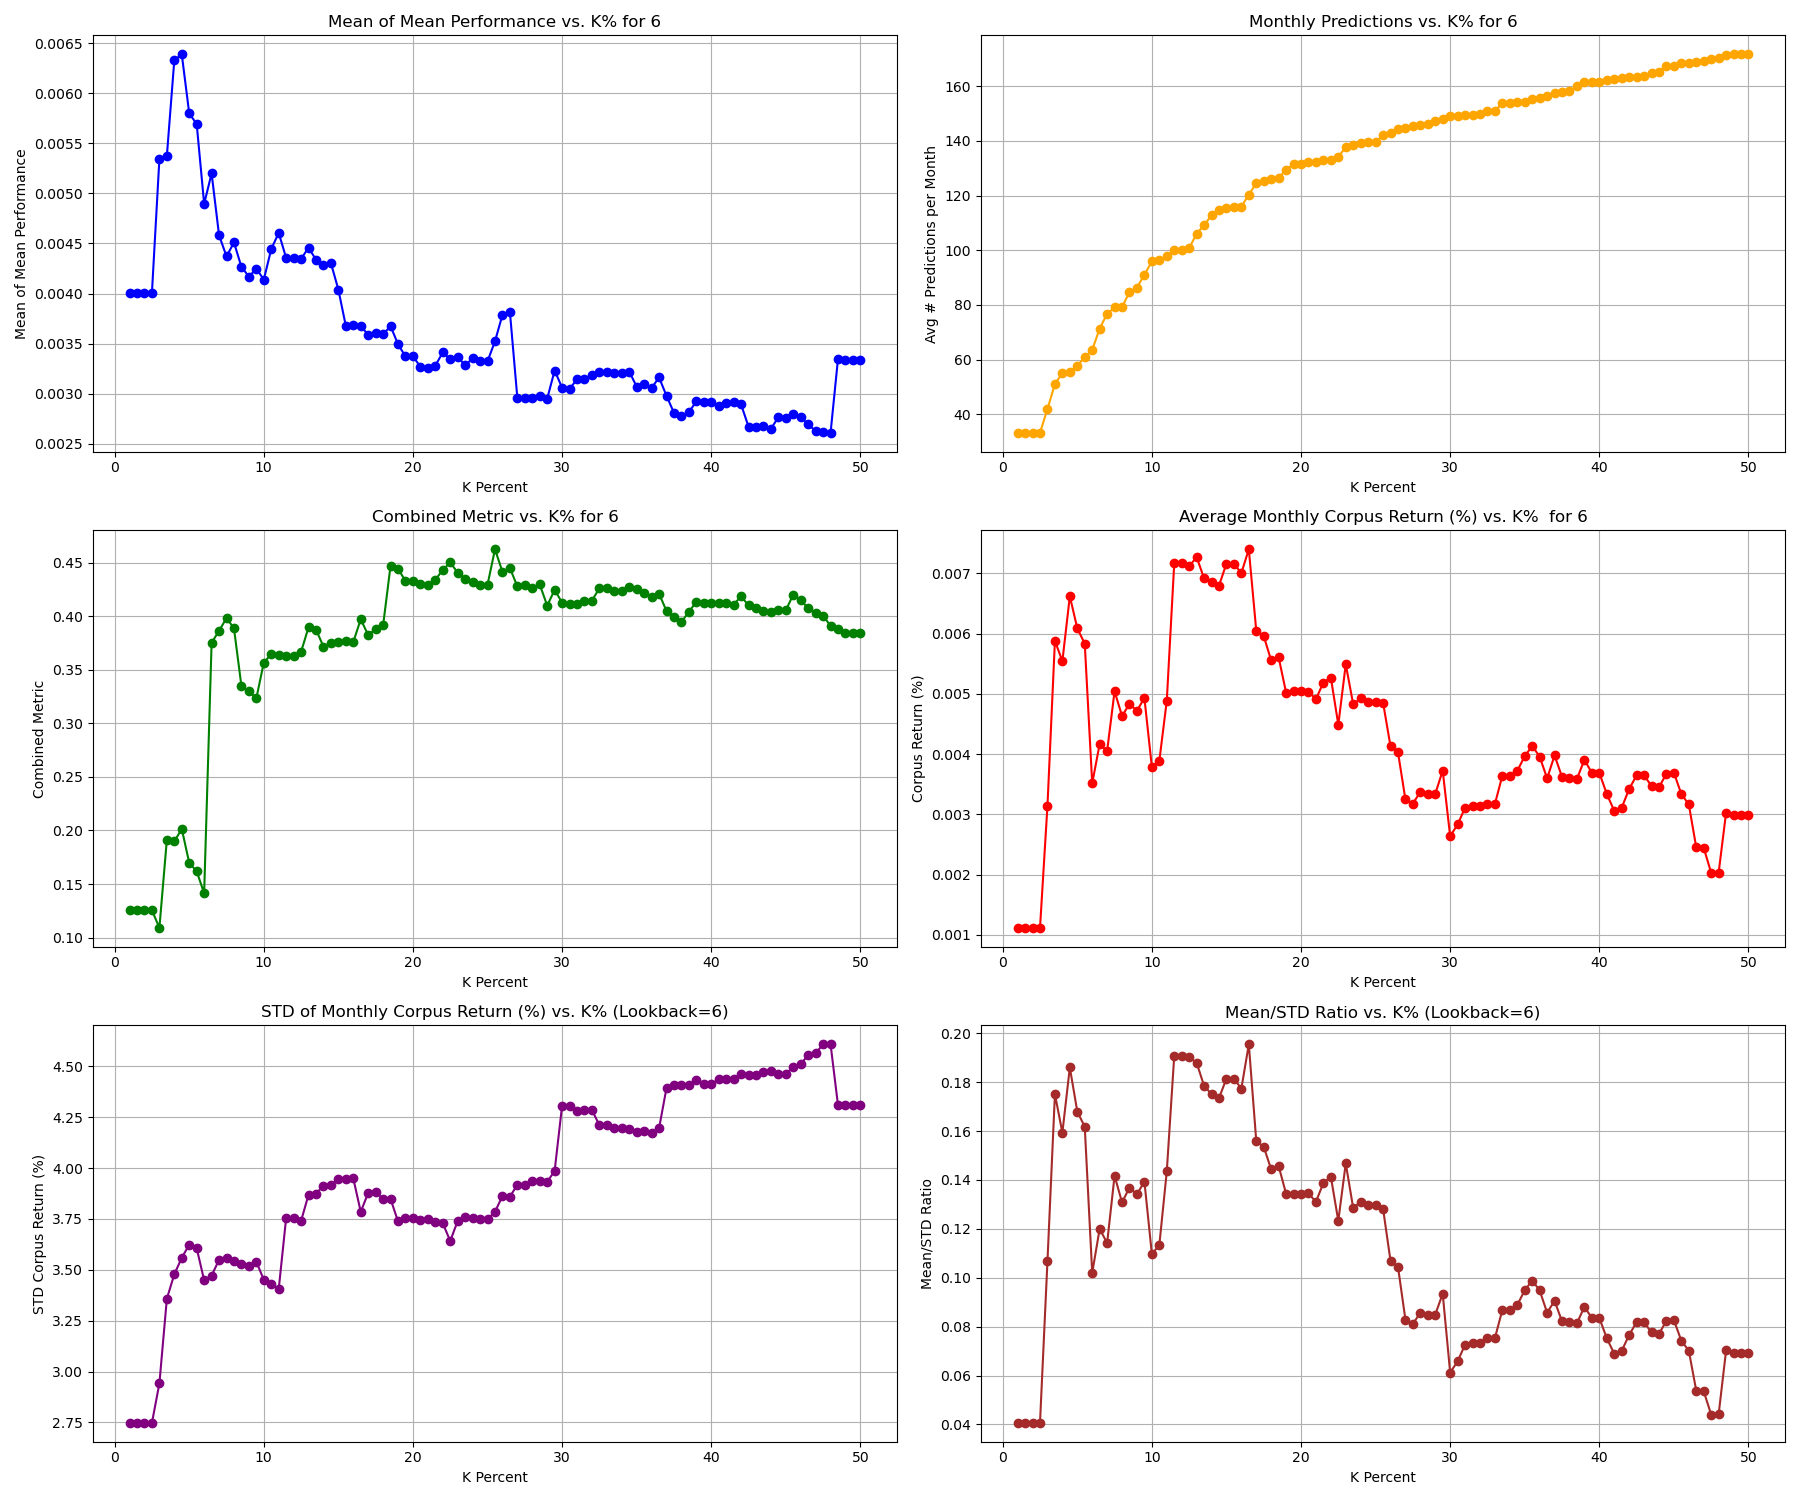 Mean of Mean Performance vs. K% for 6
Mean of Mean Performance
0.0065
0.0060
0.0055
0.0050
0.0045
0.0040
0.0035
0.0030
0.0025
0 10 20 30 40 50
K Percent
Monthly Predictions vs. K% for 6
Avg # Predictions per Month
160
140
120
100
80
60
40
0 10 20 30 40 50
K Percent
Combined Metric vs. K% for 6
Combined Metric
0.45
0.40
0.35
0.30
0.25
0.20
0.15
0.10
0 10 20 30 40 50
K Percent
Average Monthly Corpus Return (%) vs. K%  for 6
Corpus Return (%)
0.007
0.006
0.005
0.004
0.003
0.002
0.001
0 10 20 30 40 50
K Percent
STD of Monthly Corpus Return (%) vs. K% (Lookback=6)
STD Corpus Return (%)
4.50
4.25
4.00
3.75
3.50
3.25
3.00
2.75
0 10 20 30 40 50
K Percent
Mean/STD Ratio vs. K% (Lookback=6)
Mean/STD Ratio
0.20
0.18
0.16
0.14
0.12
0.10
0.08
0.06
0.04
0 10 20 30 40 50
K Percent